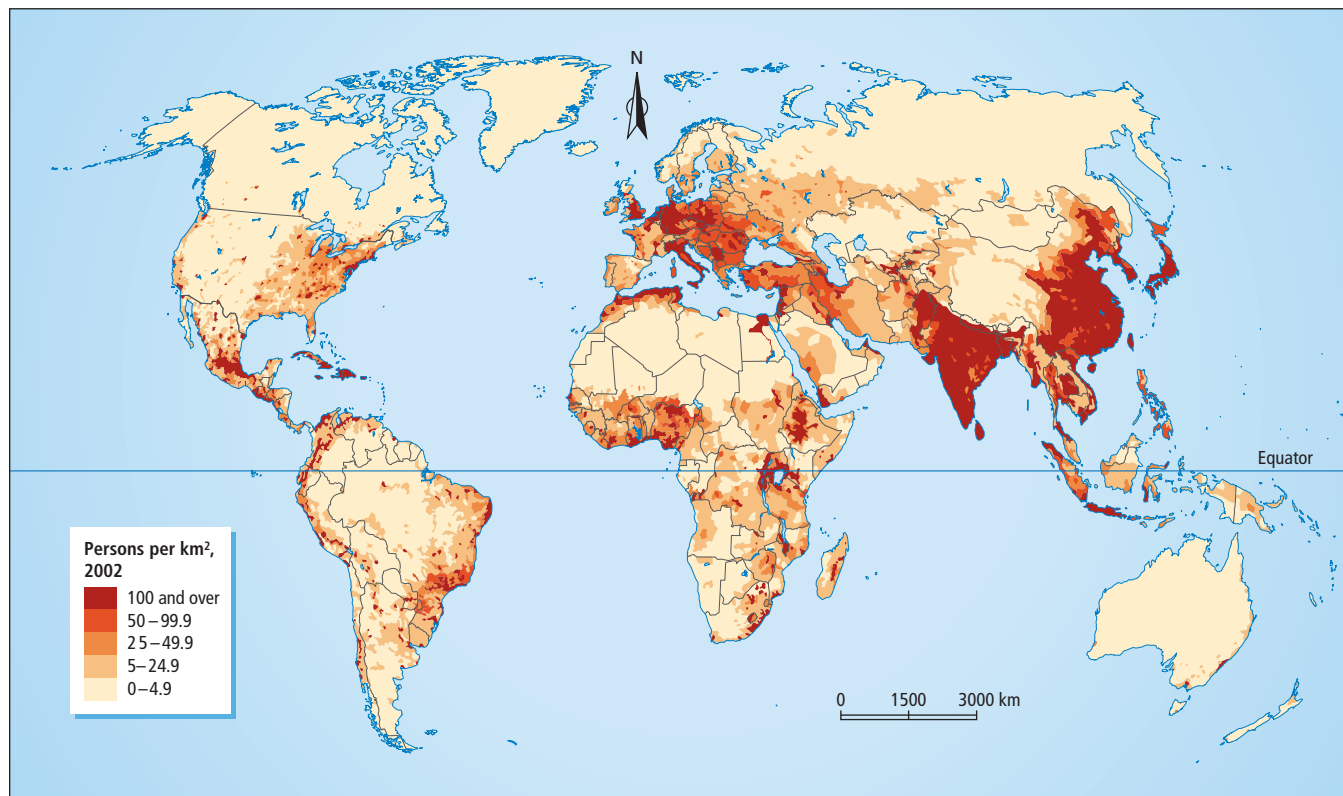 N
Equator
Persons per km²,
2002
100 and over
50–99.9
25–49.9
5–24.9
0–4.9
0 1500 3000 km